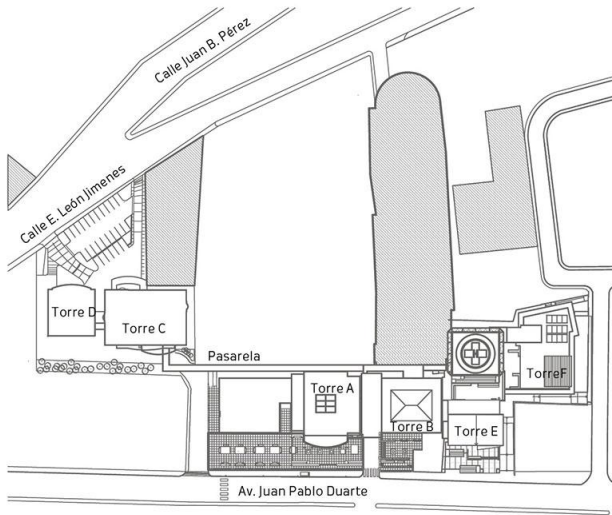 Calle Juan B. Pérez
Calle E. León Jimenes
Torre D
Torre C
Pasarela
Torre A
Torre B
TorreF
Torre E
Av. Juan Pablo Duarte